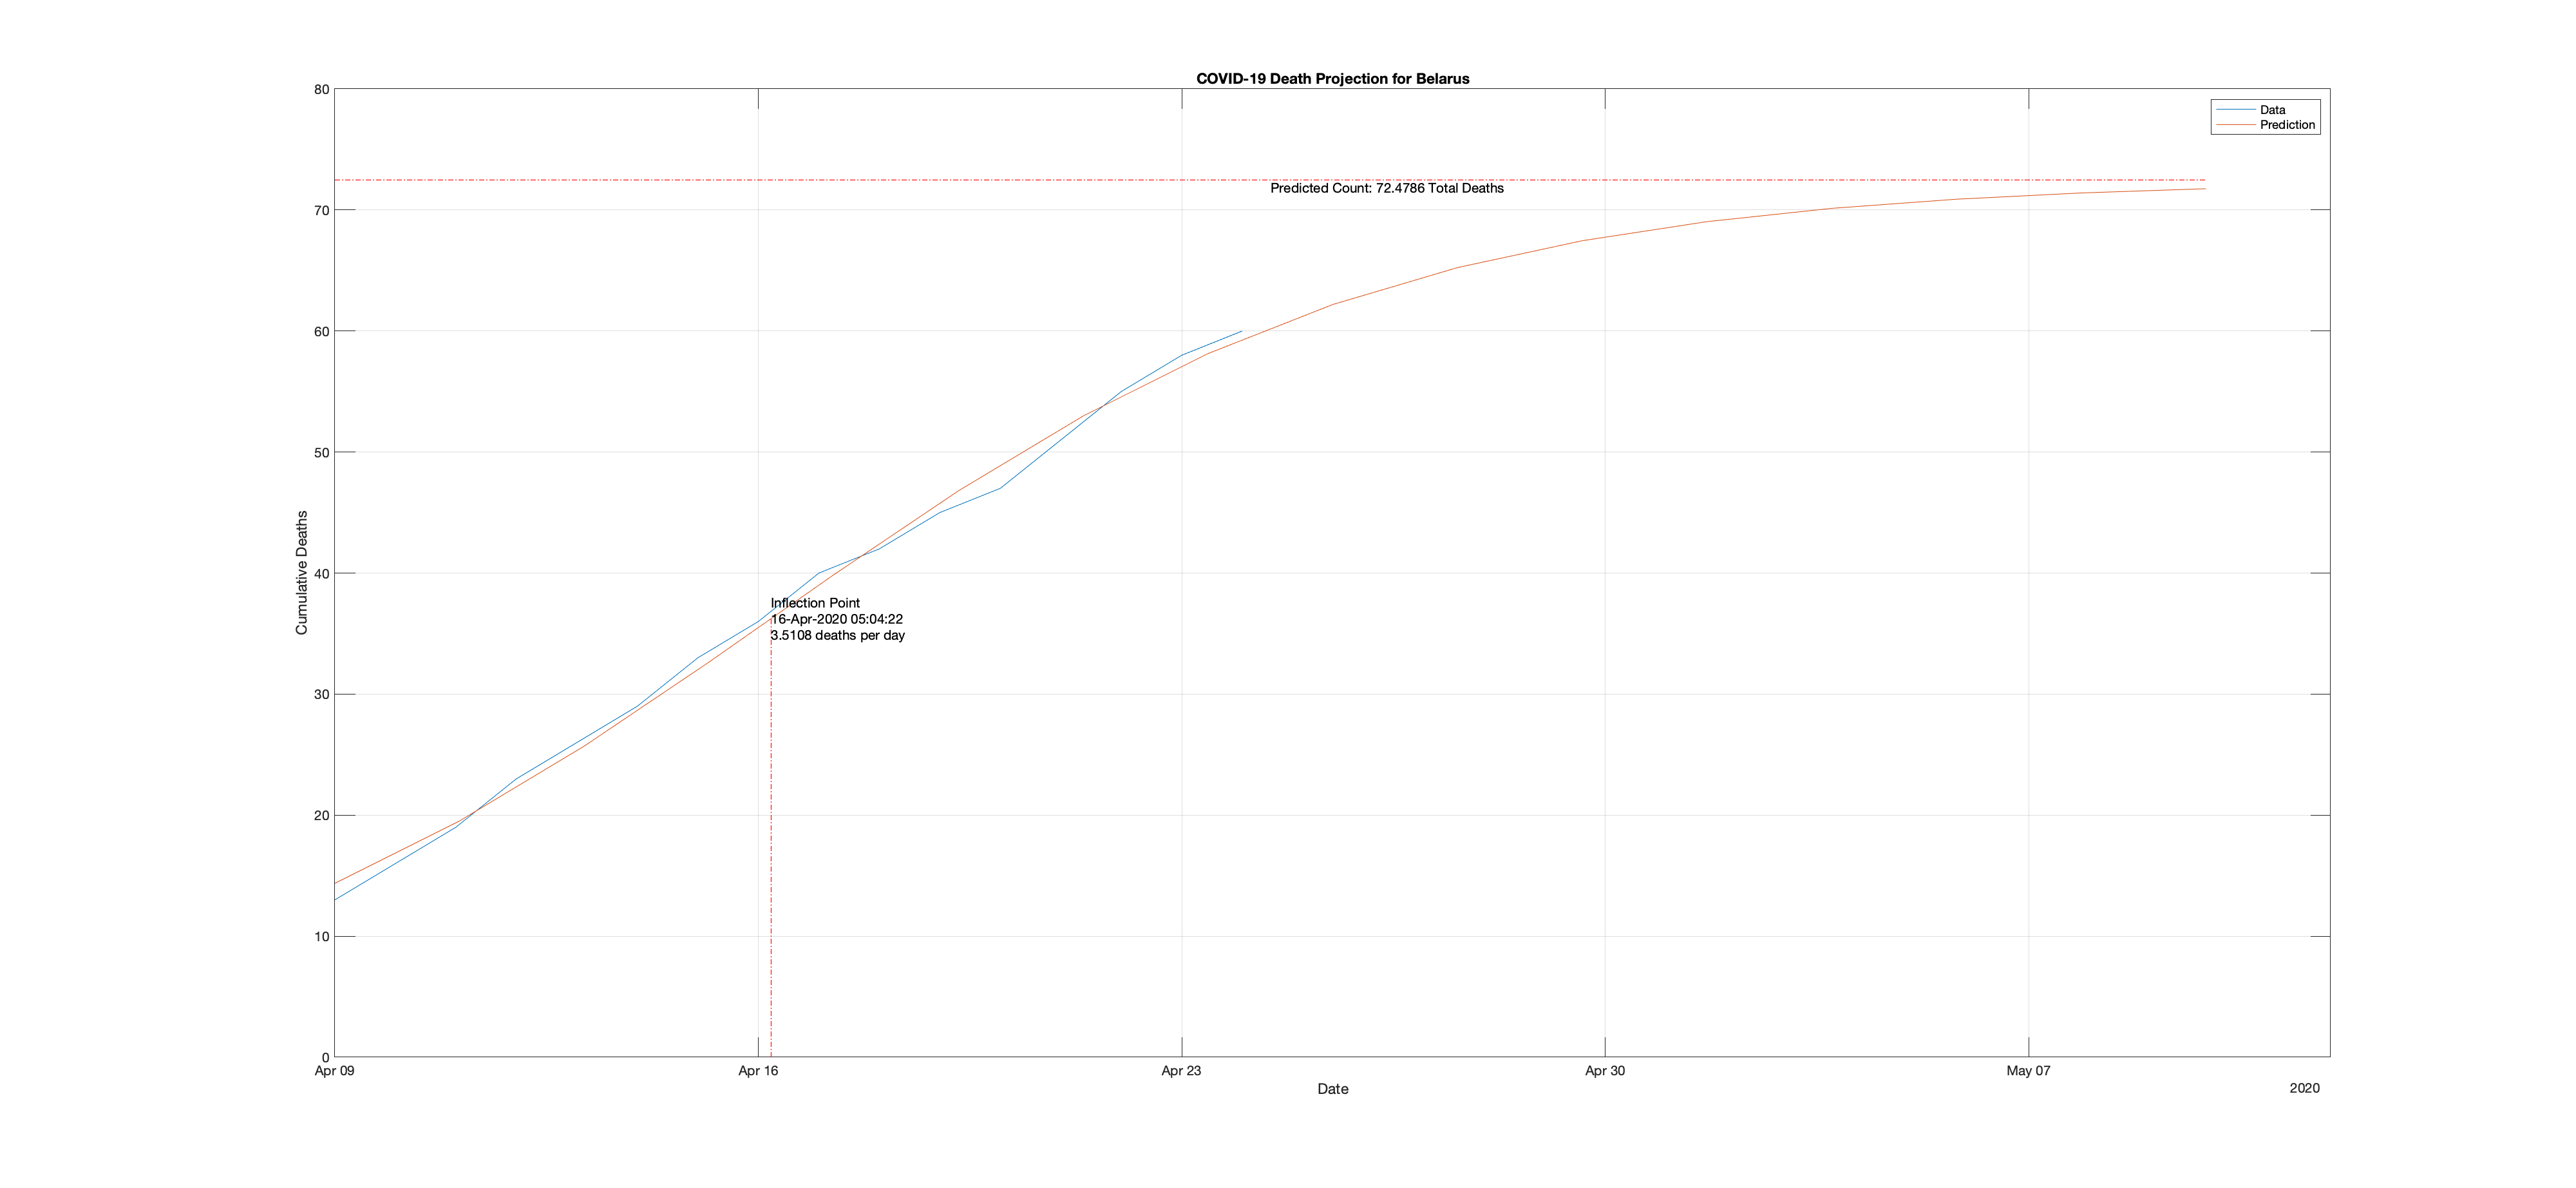 COVID-19 Death Projection for Belarus
80
Data
Prediction
Predicted Count: 72.4786 Total Deaths
70
60
50
Cumulative Deaths
40
Inflection Point
16-Apr-2020 05:04:22
3.5108 deaths per day
30
20
10
0
Apr 09 Apr 16 Apr 23 Apr 30 May 07
Date
2020